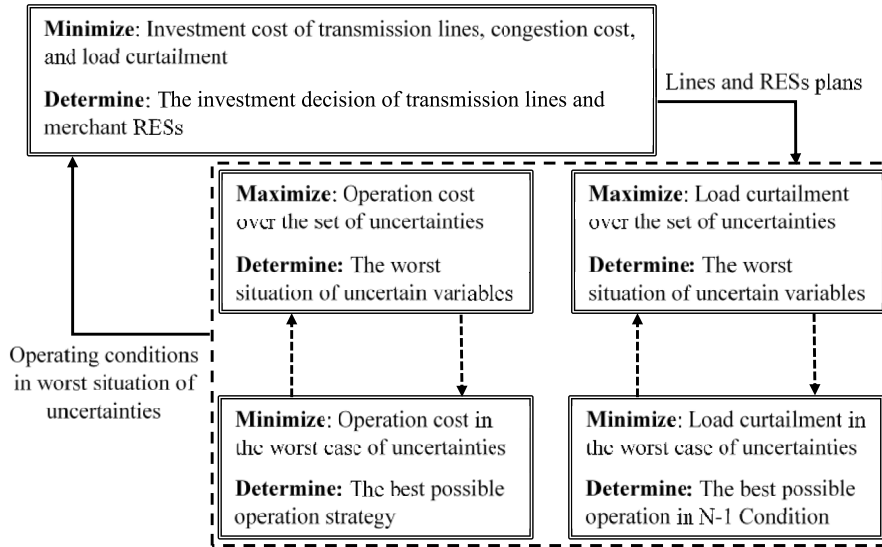 Minimize: Investment cost of transmission lines, congestion cost,
and load curtailment
Determine: The investment decision of transmission lines and
merchant RESs
Lines and RESs plans
Maximize: Operation cost
over the set of uncertainties
Determine: The worst
situation of uncertain variables
Maximize: Load curtailment
over the set of uncertainties
Determine: The worst
situation of uncertain variables
Operating conditions
in worst situation of
uncertainties
Minimize: Operation cost in
the worst case of uncertainties
Determine: The best possible
operation strategy
Minimize: Load curtailment in
the worst case of uncertainties
Determine: The best possible
operation in N-1 Condition